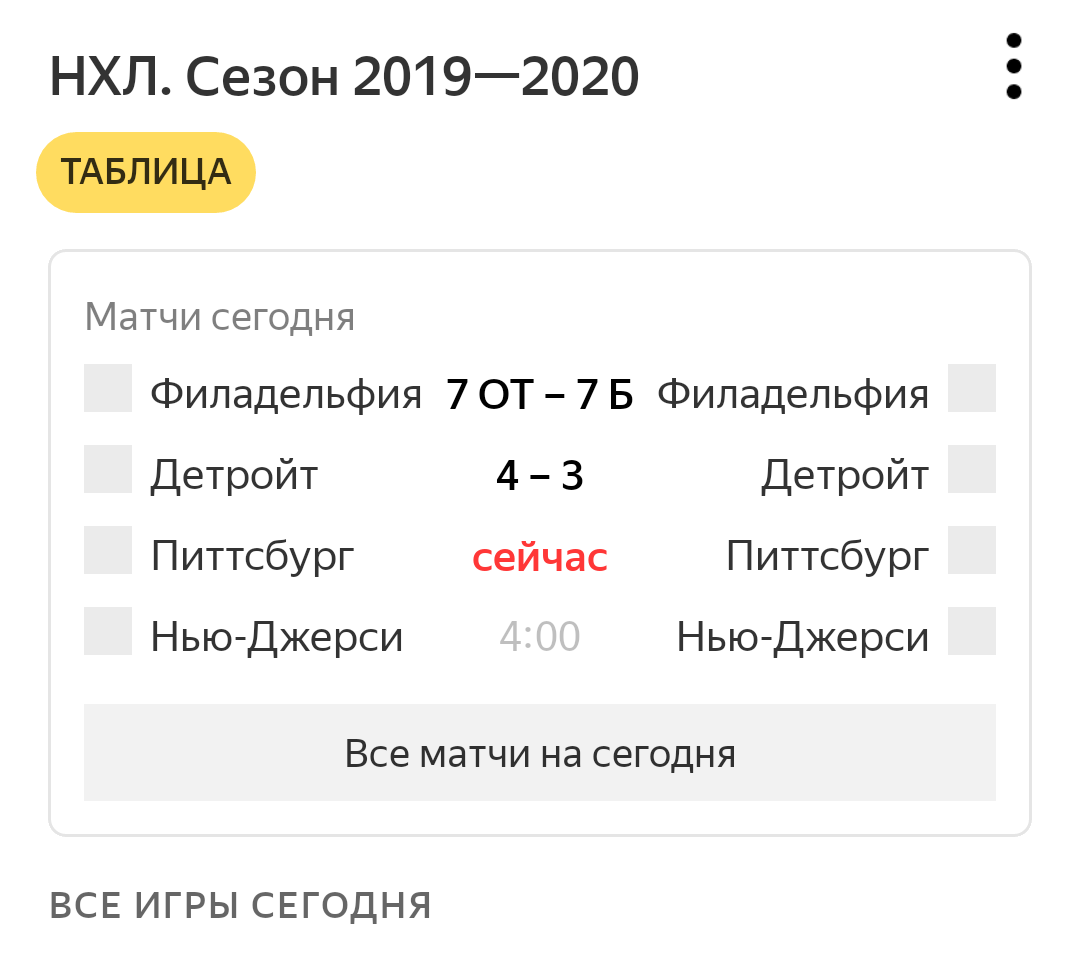 НХЛ. Сезон 2019—2020
ТАБЛИЦА
Матчи сегодня
Филадельфия 7 ОТ – 7 Б Филадельфия
Детройт 4 – 3 Детройт
Питтсбург сейчас Питтсбург
Нью-Джерси 4:00 Нью-Джерси
Все матчи на сегодня
ВСЕ ИГРЫ СЕГОДНЯ